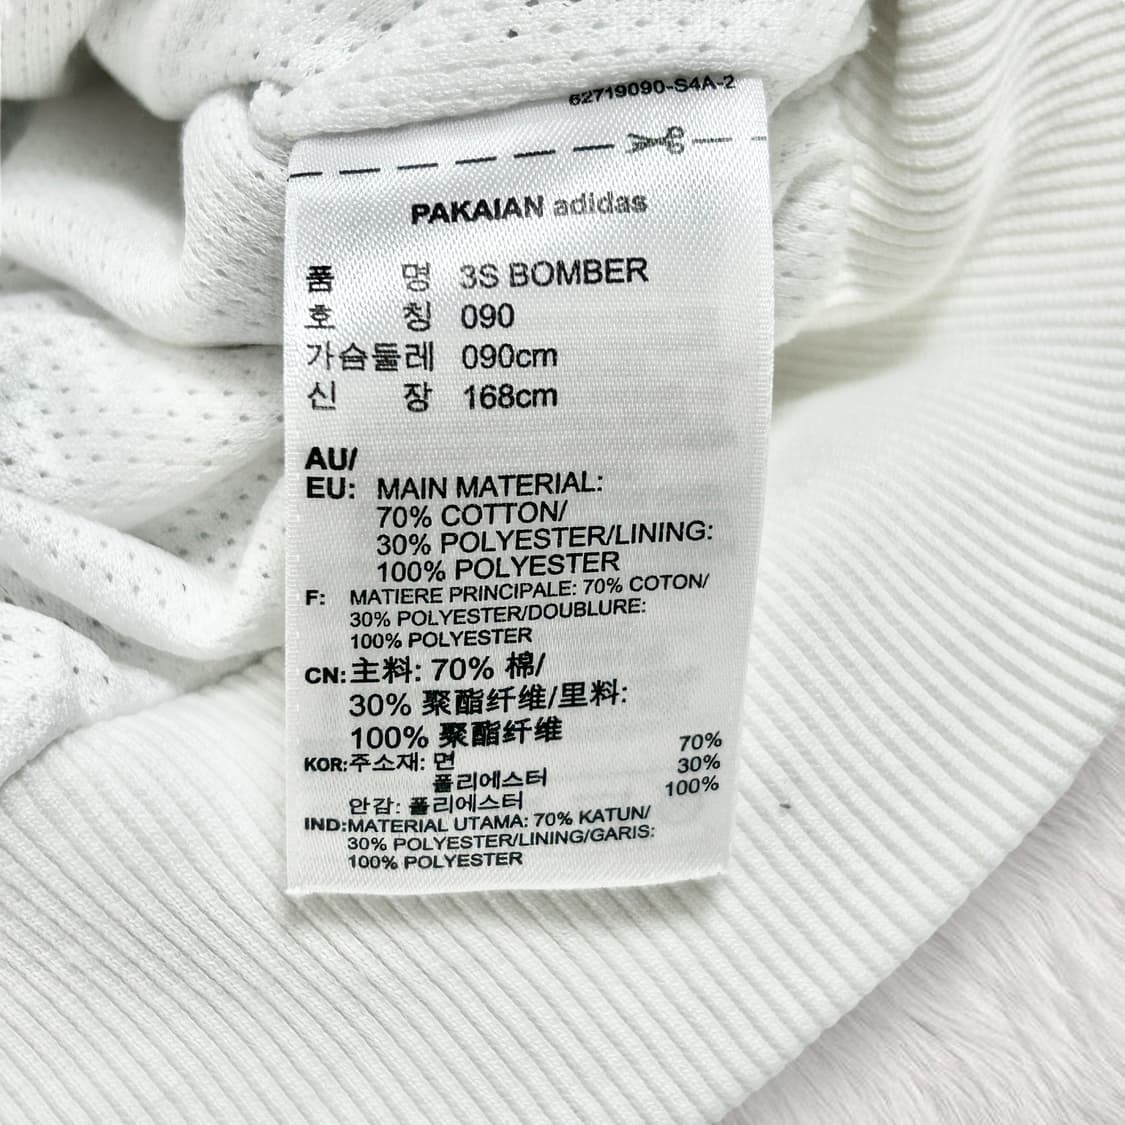 62719090-S4A-2
PAKAIAN adidas
품 명 3S BOMBER
호 칭 090
가슴둘레 090cm
신 장 168cm
AU/
EU: MAIN MATERIAL:
70% COTTON/
30% POLYESTER/LINING:
100% POLYESTER
F: MATIERE PRINCIPALE: 70% COTON/
30% POLYESTER/DOUBLURE:
100% POLYESTER
CN: 主料: 70% 棉/
30% 聚酯纤维/里料:
100% 聚酯纤维
KOR: 주소재: 면 70%
폴리에스터 30%
안감: 폴리에스터 100%
IND: MATERIAL UTAMA: 70% KATUN/
30% POLYESTER/LINING/GARIS:
100% POLYESTER